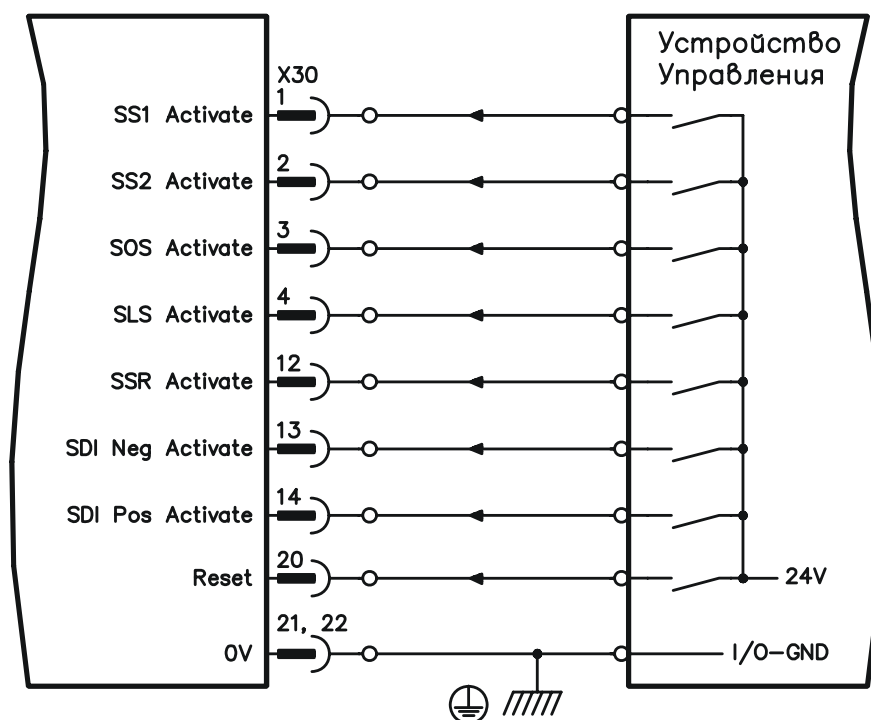 Устройство
Управления
X30
1
SS1 Activate
2
SS2 Activate
3
SOS Activate
4
SLS Activate
12
SSR Activate
13
SDI Neg Activate
14
SDI Pos Activate
20
Reset
24V
21, 22
0V
I/O-GND